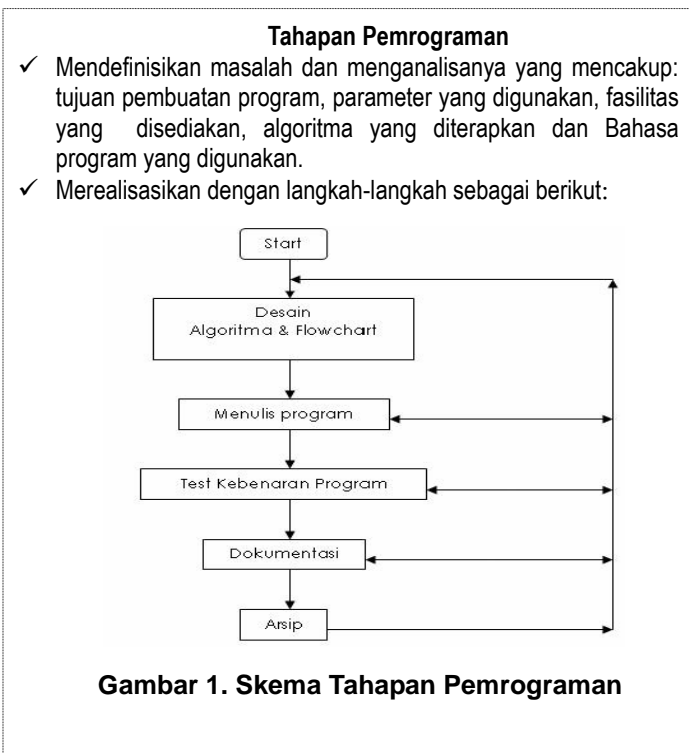 Tahapan Pemrograman
✓ Mendefinisikan masalah dan menganalisanya yang mencakup:
tujuan pembuatan program, parameter yang digunakan, fasilitas
yang disediakan, algoritma yang diterapkan dan Bahasa
program yang digunakan.
✓ Merealisasikan dengan langkah-langkah sebagai berikut:
Start
Desain
Algoritma & Flowchart
Menulis program
Test Kebenaran Program
Dokumentasi
Arsip
Gambar 1. Skema Tahapan Pemrograman